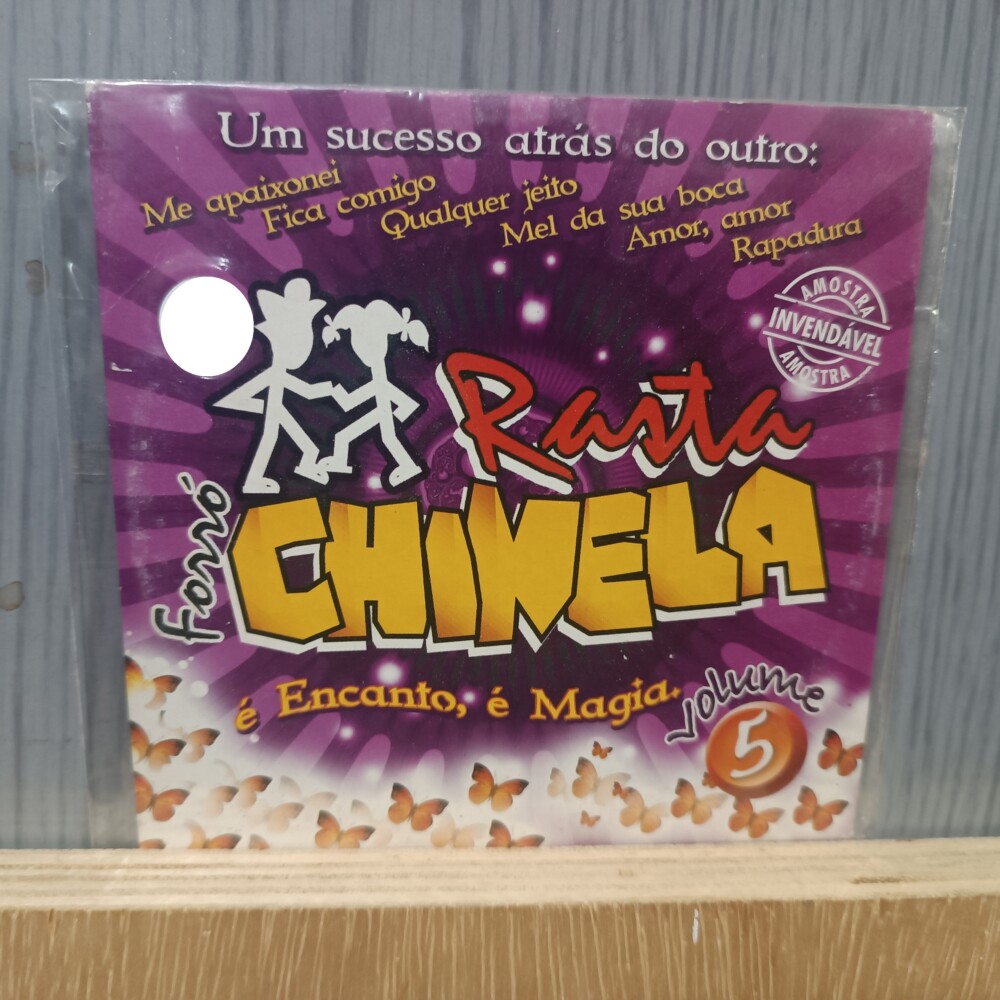 Um sucesso atrás do outro:
Me apaixonei
Fica comigo
Qualquer jeito
Mel da sua boca
Amor, amor
Rapadura
AMOSTRA
INVENDÁVEL
AMOSTRA
Rasta
forró
CHINELA
é Encanto, é Magia.
volume
5